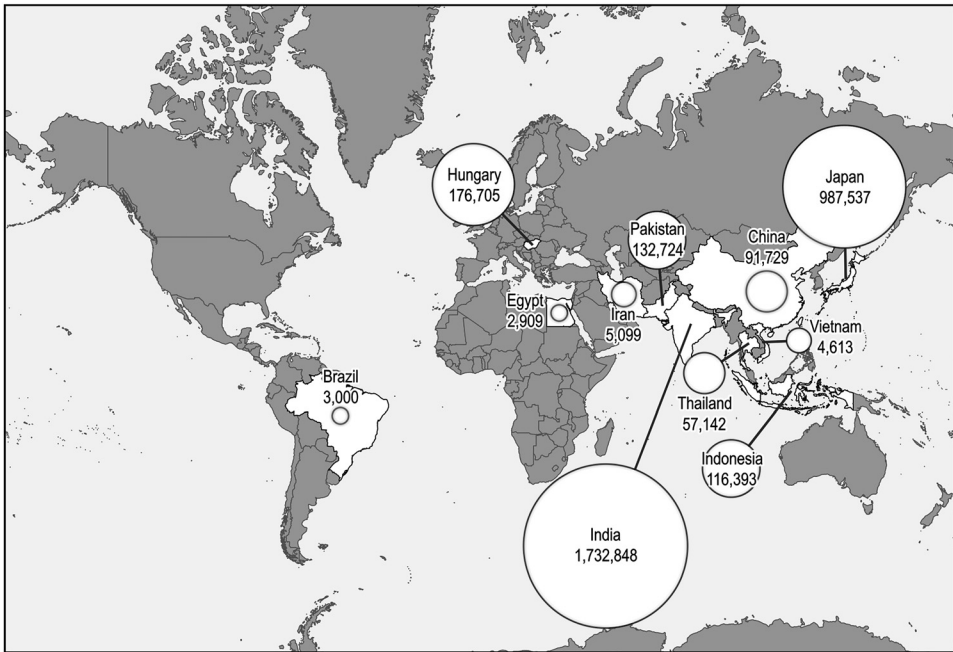 Hungary
176,705
Japan
987,537
Pakistan
132,724
China
91,729
Egypt
2,909
Iran
5,099
Vietnam
4,613
Brazil
3,000
Thailand
57,142
Indonesia
116,393
India
1,732,848